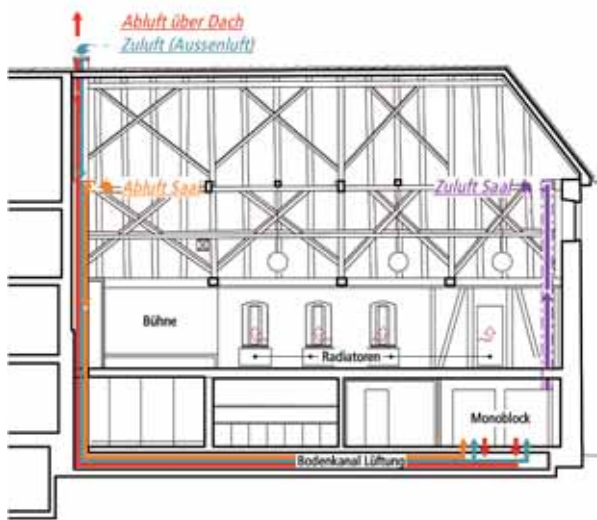 Abluft über Dach
Zuluft (Aussenluft)
Abluft Saal
Zuluft Saal
Bühne
Radiatoren
Monoblock
Bodenkanal Lüftung